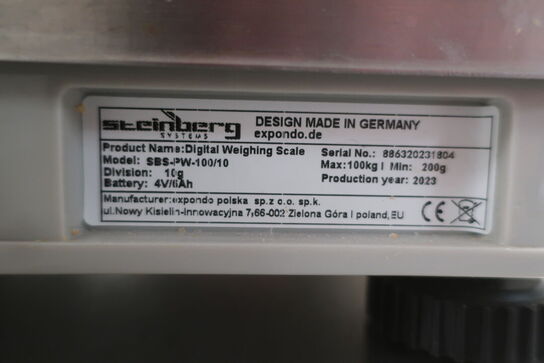 steinberg
SYSTEMS
DESIGN MADE IN GERMANY
expondo.de
Product Name:Digital Weighing Scale
Model: SBS-PW-100/10
Division: 10g
Battery: 4V/6Ah
Serial No.: 886320231804
Max:100kg | Min: 200g
Production year: 2023
Manufacturer:expondo polska sp.z o.o. sp.k.
ul.Nowy Kisielin-Innowacyjna 7,66-002 Zielona Góra | poland,EU
CE